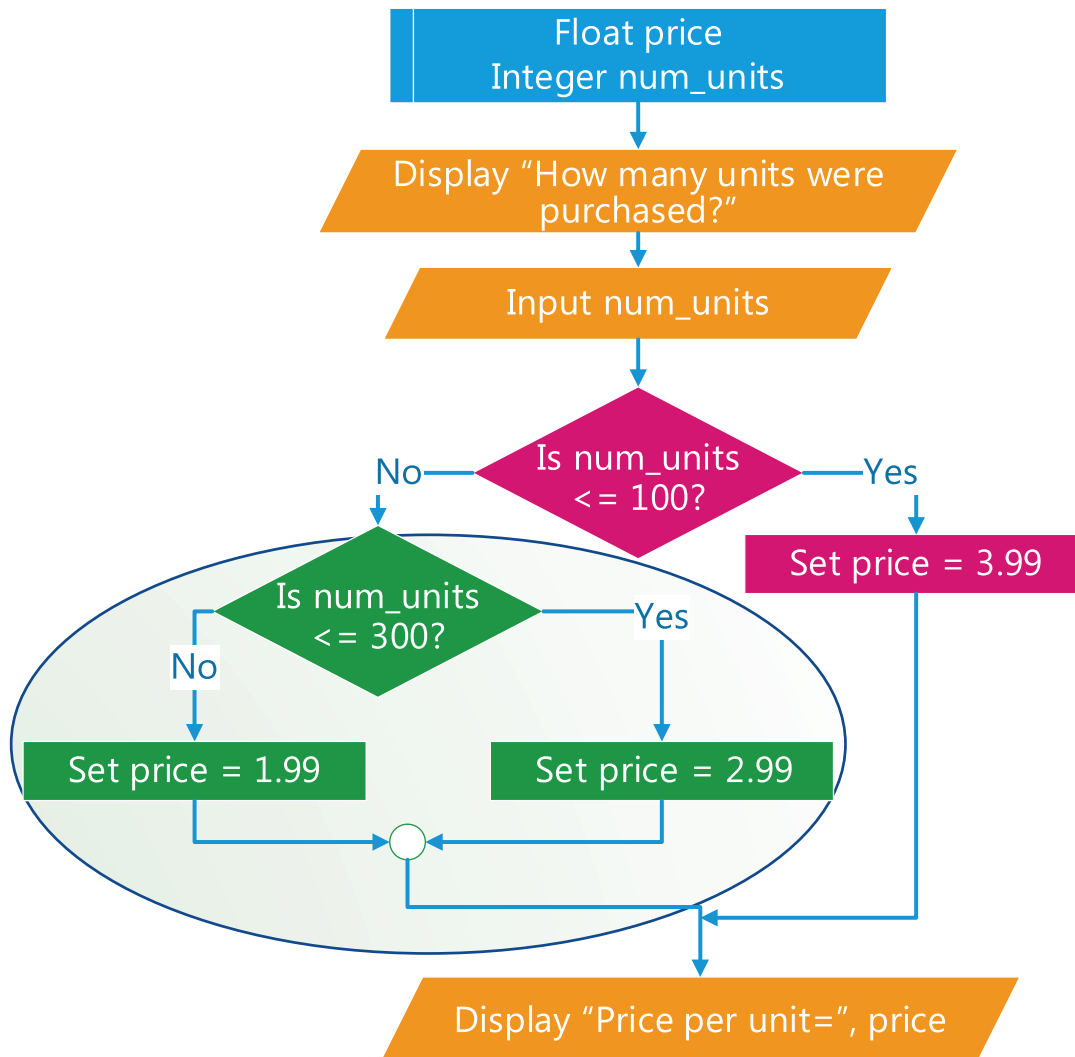 Float price
Integer num_units
Display “How many units were
purchased?”
Input num_units
Is num_units
<= 100?
No
Yes
Set price = 3.99
Is num_units
<= 300?
No
Yes
Set price = 1.99
Set price = 2.99
Display “Price per unit=”, price